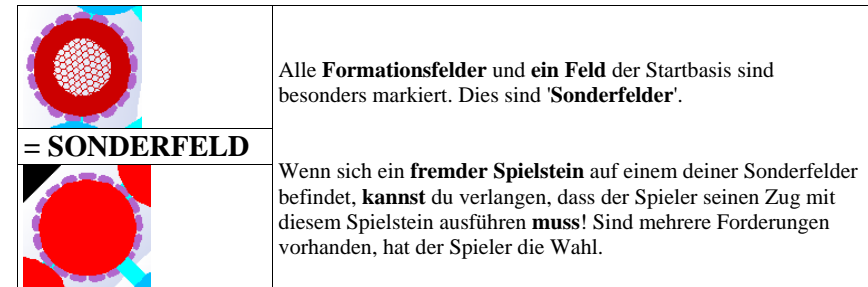 Alle Formationsfelder und ein Feld der Startbasis sind
besonders markiert. Dies sind 'Sonderfelder'.
= SONDERFELD
Wenn sich ein fremder Spielstein auf einem deiner Sonderfelder
befindet, kannst du verlangen, dass der Spieler seinen Zug mit
diesem Spielstein ausführen muss! Sind mehrere Forderungen
vorhanden, hat der Spieler die Wahl.